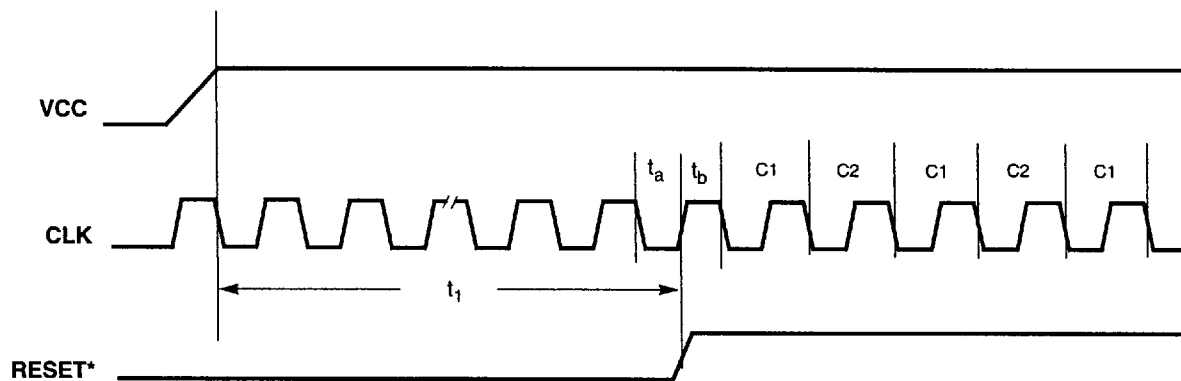 VCC
t_a t_b C1 C2 C1 C2 C1
CLK
t_1
RESET*